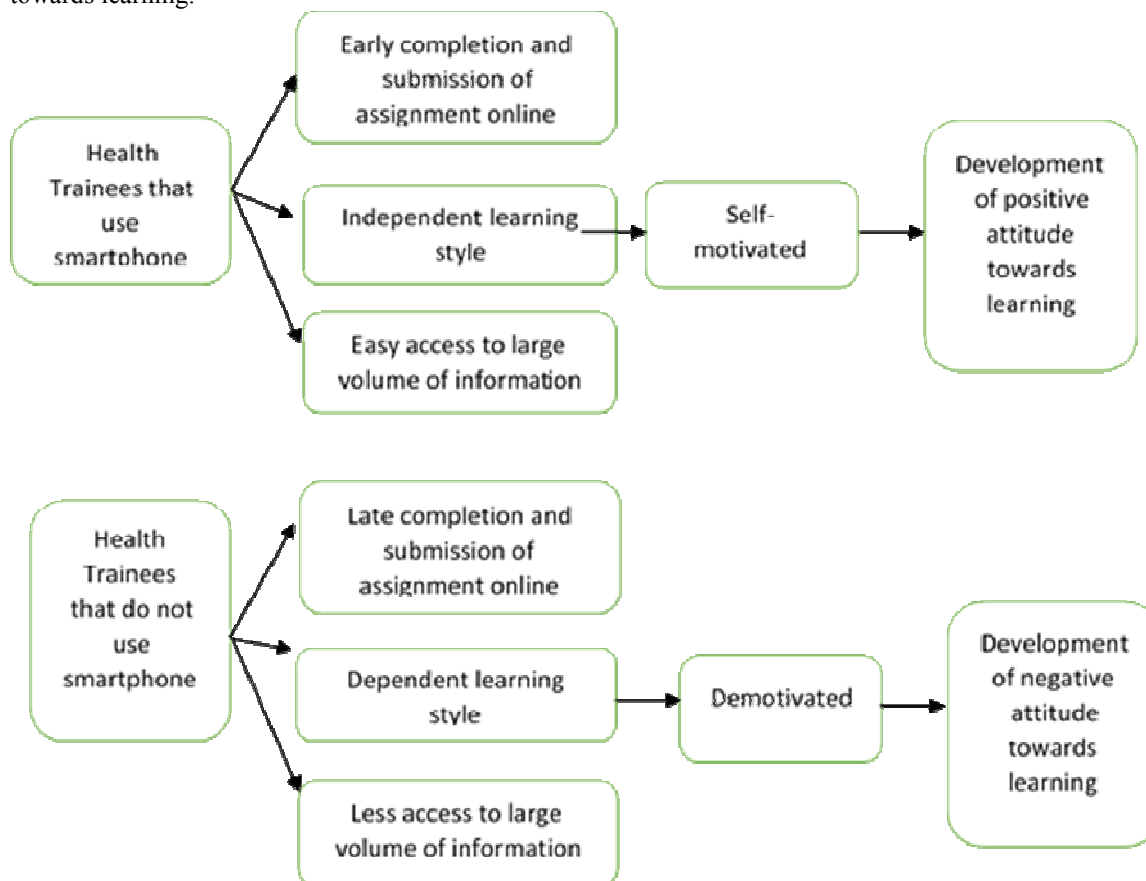 towards learning.
Early completion and
submission of
assignment online
Health
Trainees that
use
smartphone
Independent learning
style
Self-
motivated
Development
of positive
attitude
towards
learning
Easy access to large
volume of information
Late completion and
submission of
assignment online
Health
Trainees
that do not
use
smartphone
Dependent learning
style
Demotivated
Development
of negative
attitude
towards
learning
Less access to large
volume of information